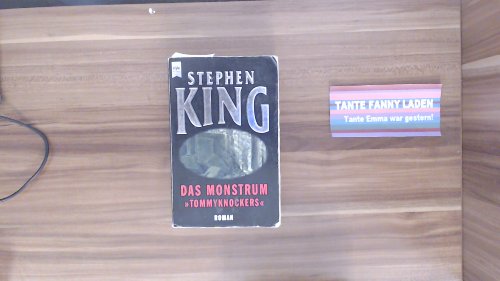 STEPHEN
KING
DAS MONSTRUM
»TOMMYKNOCKERS«
ROMAN
TANTE FANNY LADEN
Tante Emma war gestern!